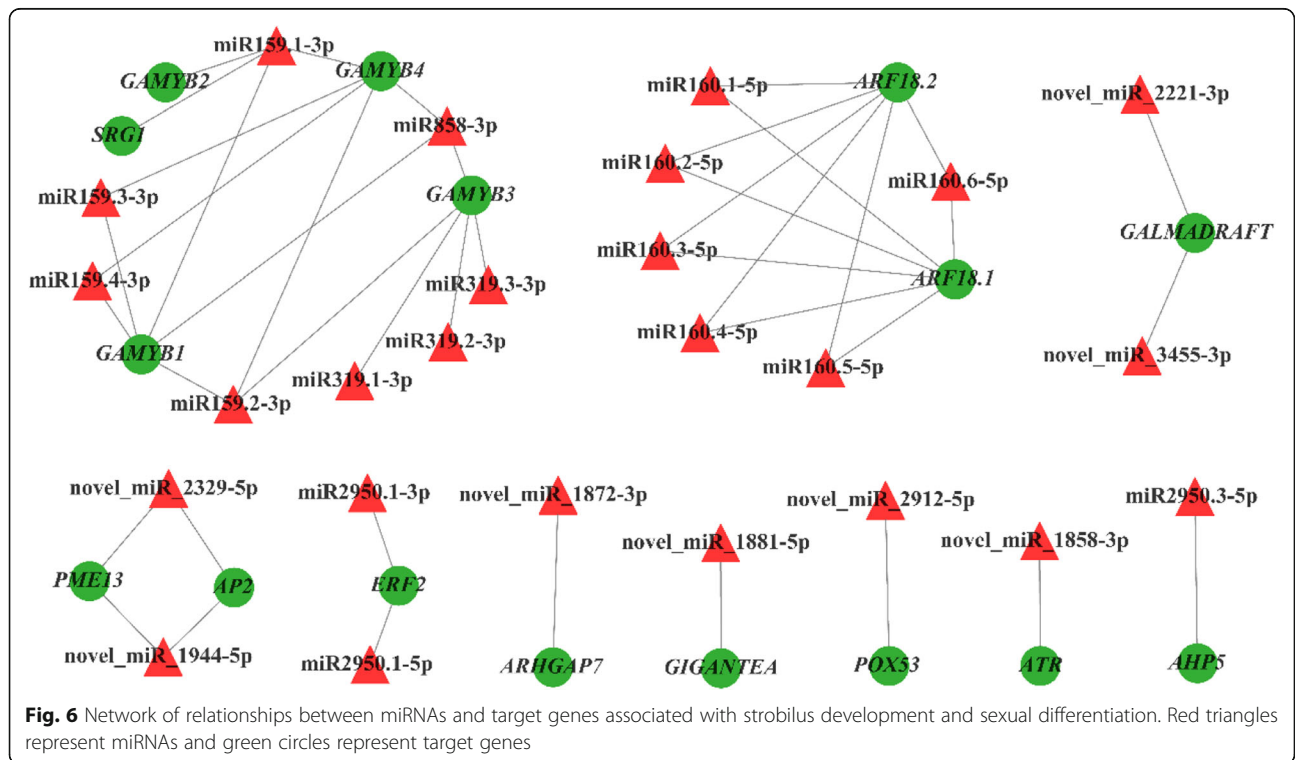 miR159.1-3p
GAMYB2
GAMYB4
SRG1
miR858-3p
miR159.3-3p
GAMYB3
miR159.4-3p
miR319.3-3p
GAMYB1
miR319.2-3p
miR319.1-3p
miR159.2-3p
miR160.1-5p
ARF18.2
miR160.2-5p
miR160.6-5p
miR160.3-5p
ARF18.1
miR160.4-5p
miR160.5-5p
novel_miR_2221-3p
GALMADRAFT
novel_miR_3455-3p
novel_miR_2329-5p
PME13
AP2
novel_miR_1944-5p
miR2950.1-3p
ERF2
miR2950.1-5p
novel_miR_1872-3p
ARHGAP7
novel_miR_1881-5p
GIGANTEA
novel_miR_2912-5p
POX53
novel_miR_1858-3p
ATR
miR2950.3-5p
AHP5
Fig. 6 Network of relationships between miRNAs and target genes associated with strobilus development and sexual differentiation. Red triangles
represent miRNAs and green circles represent target genes